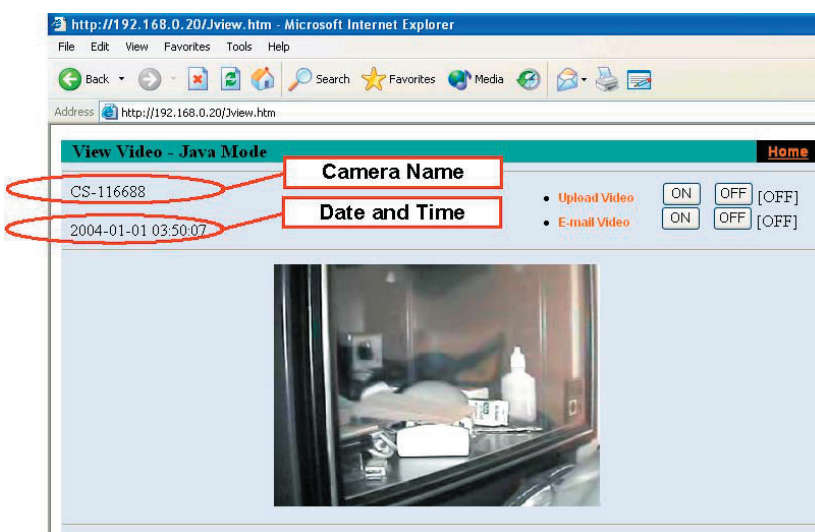 http://192.168.0.20/Jview.htm - Microsoft Internet Explorer
File Edit View Favorites Tools Help
Back Search Favorites Media
Address http://192.168.0.20/Jview.htm
View Video - Java Mode Home
Camera Name
CS-116688
Date and Time
2004-01-01 03:50:07
Upload Video ON OFF [OFF]
E-mail Video ON OFF [OFF]